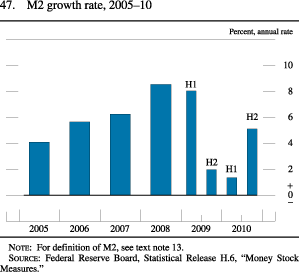 47. M2 growth rate, 2005–10
Percent, annual rate
10
8
6
4
2
+
0
–
H1
H2
H1
H2
2005 2006 2007 2008 2009 2010
NOTE: For definition of M2, see text note 13.
SOURCE: Federal Reserve Board, Statistical Release H.6, “Money Stock
Measures.”